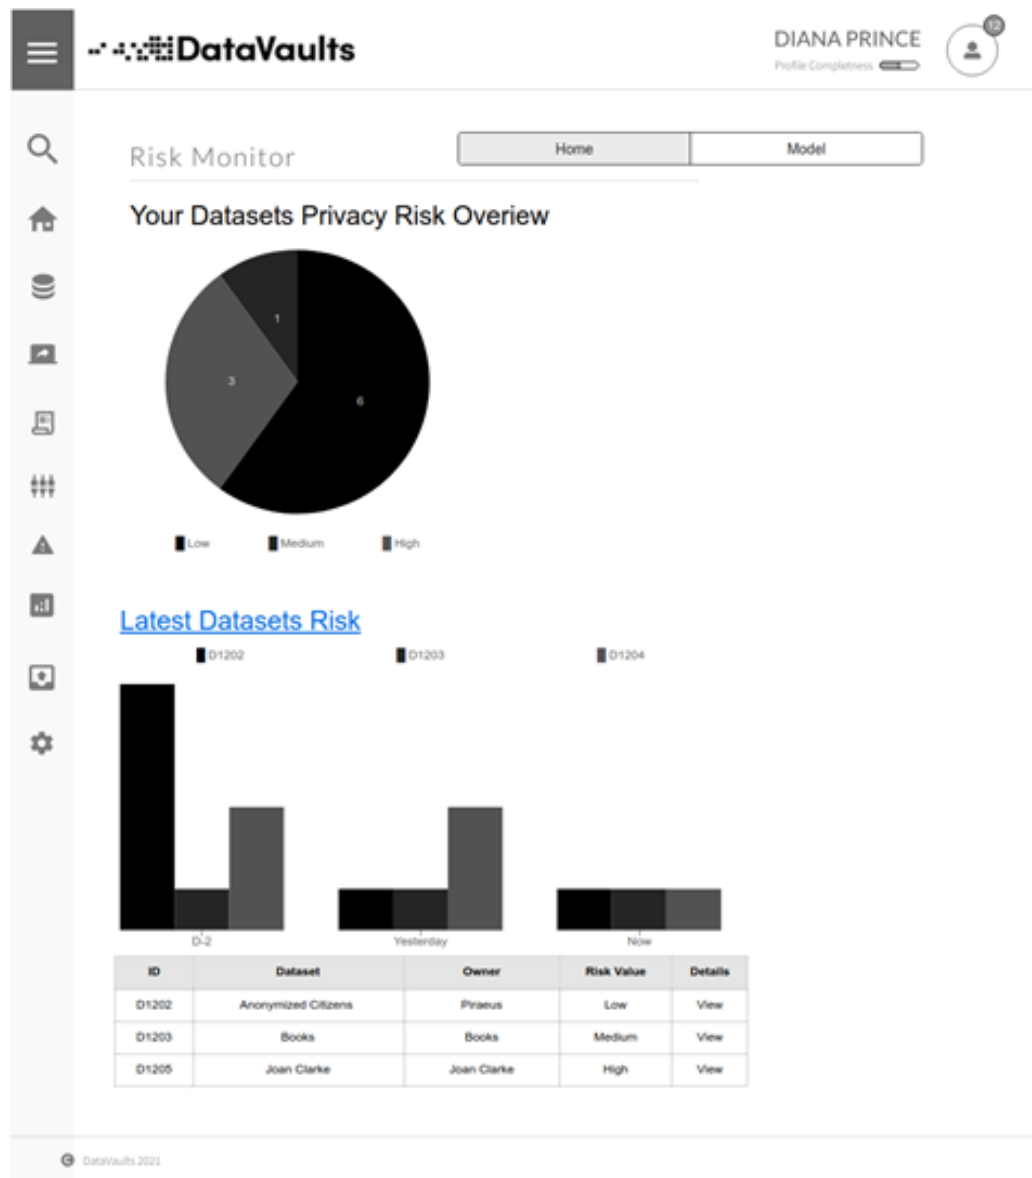 DataVaults
DIANA PRINCE
12
Profile Completness
Risk Monitor
Home
Model
Your Datasets Privacy Risk Overiew
1
3
6
Low Medium High
Latest Datasets Risk
D1202 D1203 D1204
D-2 Yesterday Now
ID Dataset Owner Risk Value Details
D1202 Anonymized Citizens Piraeus Low View
D1203 Books Books Medium View
D1205 Joan Clarke Joan Clarke High View
DataVaults 2021